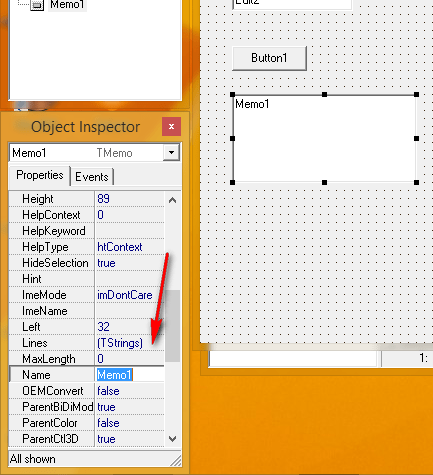 Memo1
Edit2
Button1
Memo1
Object Inspector
x
Memo1 TMemo
Properties Events
Height 89
HelpContext 0
HelpKeyword
HelpType htContext
HideSelection true
Hint
ImeMode imDontCare
ImeName
Left 32
Lines (TStrings)
MaxLength 0
Name Memo1
OEMConvert false
ParentBiDiMod true
ParentColor false
ParentCtl3D true
All shown
1: